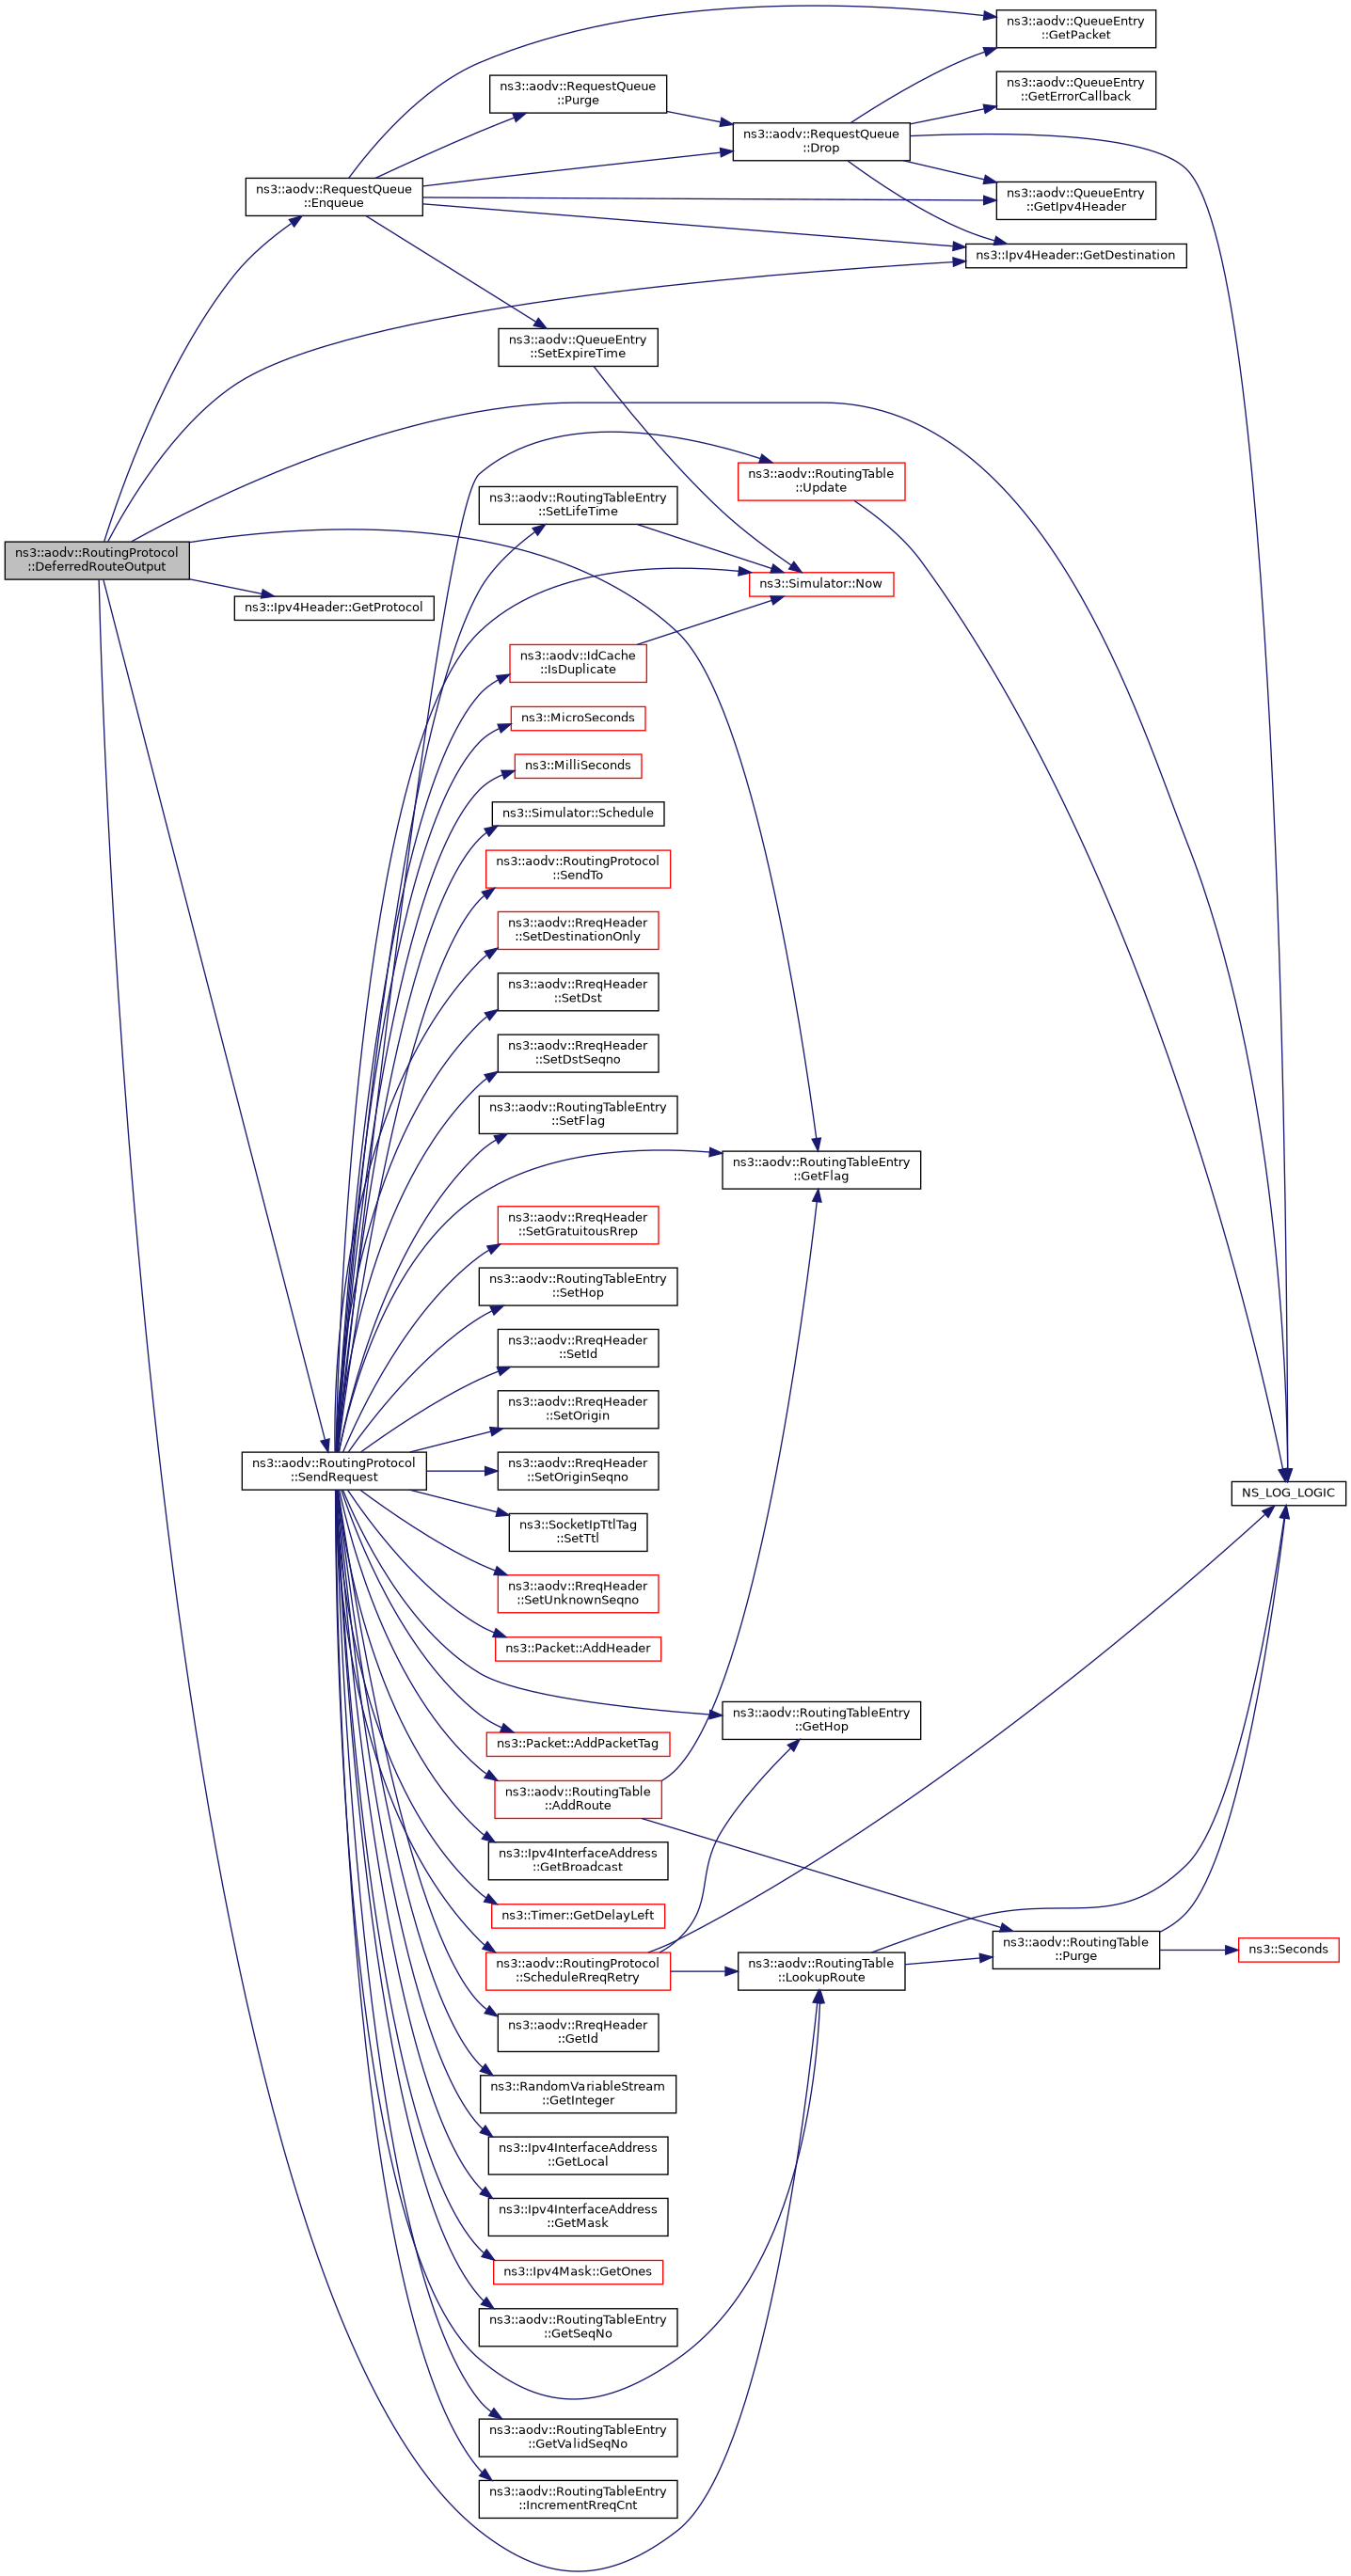 ns3::aodv::QueueEntry
::GetPacket
ns3::aodv::RequestQueue
::Purge
ns3::aodv::QueueEntry
::GetErrorCallback
ns3::aodv::RequestQueue
::Drop
ns3::aodv::RequestQueue
::Enqueue
ns3::aodv::QueueEntry
::GetIpv4Header
ns3::Ipv4Header::GetDestination
ns3::aodv::QueueEntry
::SetExpireTime
ns3::aodv::RoutingTable
::Update
ns3::aodv::RoutingTableEntry
::SetLifeTime
ns3::aodv::RoutingProtocol
::DeferredRouteOutput
ns3::Simulator::Now
ns3::Ipv4Header::GetProtocol
ns3::aodv::IdCache
::IsDuplicate
ns3::MicroSeconds
ns3::MilliSeconds
ns3::Simulator::Schedule
ns3::aodv::RoutingProtocol
::SendTo
ns3::aodv::RreqHeader
::SetDestinationOnly
ns3::aodv::RreqHeader
::SetDst
ns3::aodv::RreqHeader
::SetDstSeqno
ns3::aodv::RoutingTableEntry
::SetFlag
ns3::aodv::RoutingTableEntry
::GetFlag
ns3::aodv::RreqHeader
::SetGratuitousRrep
ns3::aodv::RoutingTableEntry
::SetHop
ns3::aodv::RreqHeader
::SetId
ns3::aodv::RreqHeader
::SetOrigin
ns3::aodv::RoutingProtocol
::SendRequest
ns3::aodv::RreqHeader
::SetOriginSeqno
NS_LOG_LOGIC
ns3::SocketIpTtlTag
::SetTtl
ns3::aodv::RreqHeader
::SetUnknownSeqno
ns3::Packet::AddHeader
ns3::aodv::RoutingTableEntry
::GetHop
ns3::Packet::AddPacketTag
ns3::aodv::RoutingTable
::AddRoute
ns3::Ipv4InterfaceAddress
::GetBroadcast
ns3::Timer::GetDelayLeft
ns3::aodv::RoutingTable
::Purge
ns3::Seconds
ns3::aodv::RoutingProtocol
::ScheduleRreqRetry
ns3::aodv::RoutingTable
::LookupRoute
ns3::aodv::RreqHeader
::GetId
ns3::RandomVariableStream
::GetInteger
ns3::Ipv4InterfaceAddress
::GetLocal
ns3::Ipv4InterfaceAddress
::GetMask
ns3::Ipv4Mask::GetOnes
ns3::aodv::RoutingTableEntry
::GetSeqNo
ns3::aodv::RoutingTableEntry
::GetValidSeqNo
ns3::aodv::RoutingTableEntry
::IncrementRreqCnt